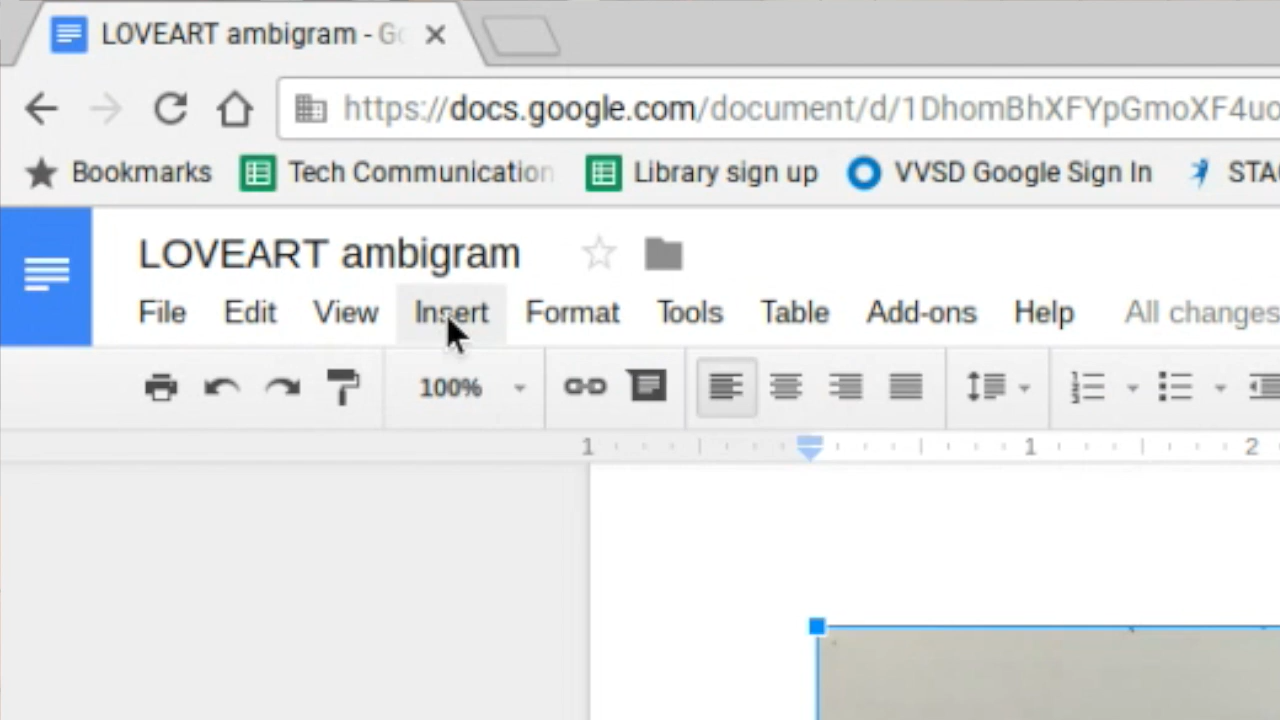 LOVEART ambigram - Go
https://docs.google.com/document/d/1DhomBhXFYpGmoXF4uo
Bookmarks Tech Communication Library sign up VVSD Google Sign In STA
LOVEART ambigram
File Edit View Insert Format Tools Table Add-ons Help All changes
100%
1 1 2